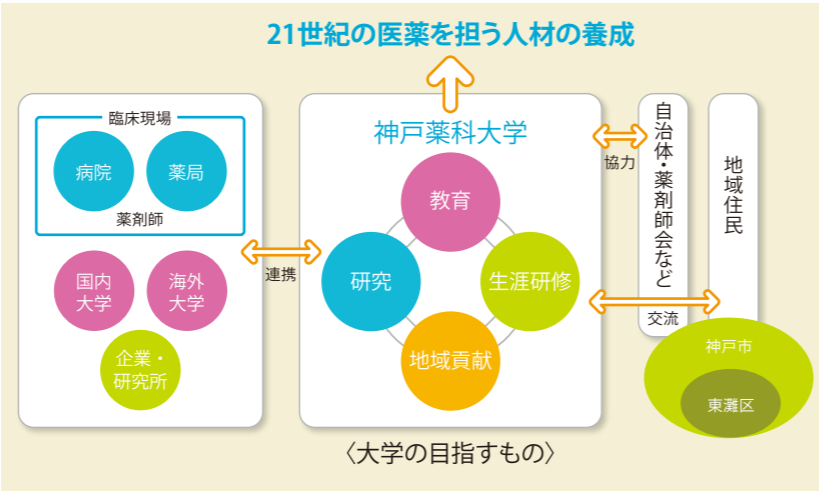 21世紀の医薬を担う人材の養成
臨床現場
病院
薬局
薬剤師
国内
大学
海外
大学
企業・
研究所
連携
神戸薬科大学
教育
研究
生涯研修
地域貢献
協力
自治体・薬剤師会など
地域住民
交流
神戸市
東灘区
〈大学の目指すもの〉